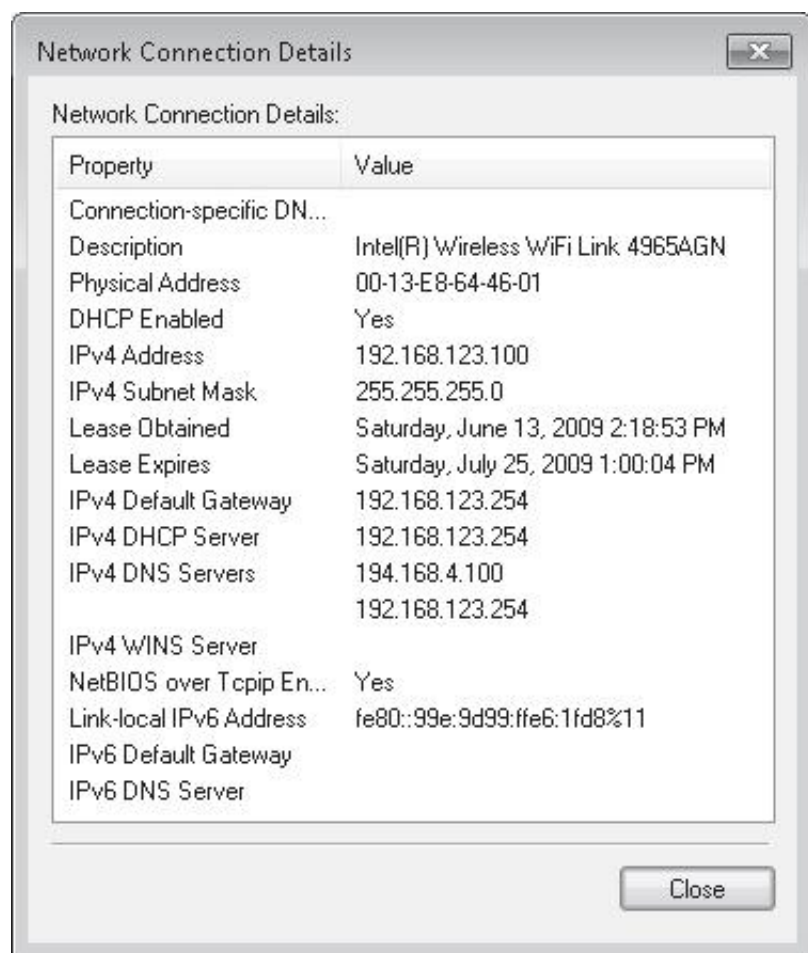 Network Connection Details
Network Connection Details:
Property Value
Connection-specific DN...
Description Intel(R) Wireless WiFi Link 4965AGN
Physical Address 00-13-E8-64-46-01
DHCP Enabled Yes
IPv4 Address 192.168.123.100
IPv4 Subnet Mask 255.255.255.0
Lease Obtained Saturday, June 13, 2009 2:18:53 PM
Lease Expires Saturday, July 25, 2009 1:00:04 PM
IPv4 Default Gateway 192.168.123.254
IPv4 DHCP Server 192.168.123.254
IPv4 DNS Servers 194.168.4.100
192.168.123.254
IPv4 WINS Server
NetBIOS over Tcpip En... Yes
Link-local IPv6 Address fe80::99e:9d99:ffe6:1fd8%11
IPv6 Default Gateway
IPv6 DNS Server
Close